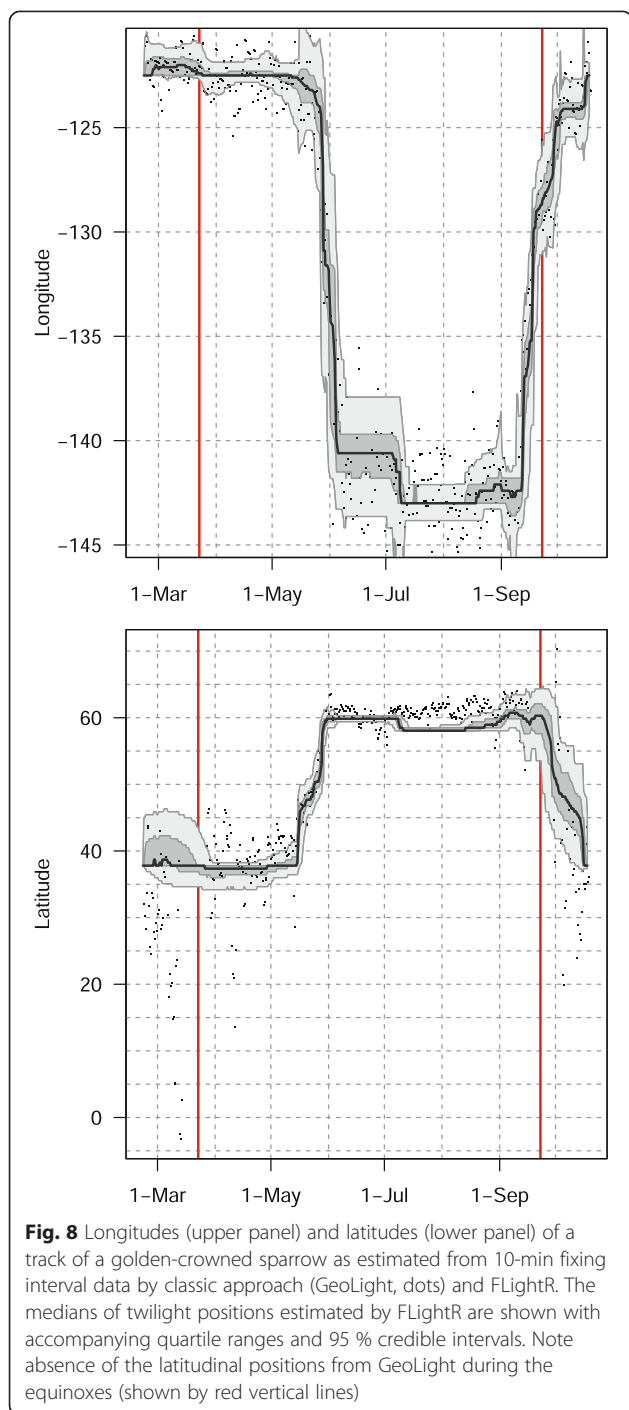 −125
−130
−135
−140
−145
Longitude
1−Mar 1−May 1−Jul 1−Sep
60
40
20
0
Latitude
1−Mar 1−May 1−Jul 1−Sep
Fig. 8 Longitudes (upper panel) and latitudes (lower panel) of a
track of a golden-crowned sparrow as estimated from 10-min fixing
interval data by classic approach (GeoLight, dots) and FLightR. The
medians of twilight positions estimated by FLightR are shown with
accompanying quartile ranges and 95 % credible intervals. Note
absence of the latitudinal positions from GeoLight during the
equinoxes (shown by red vertical lines)